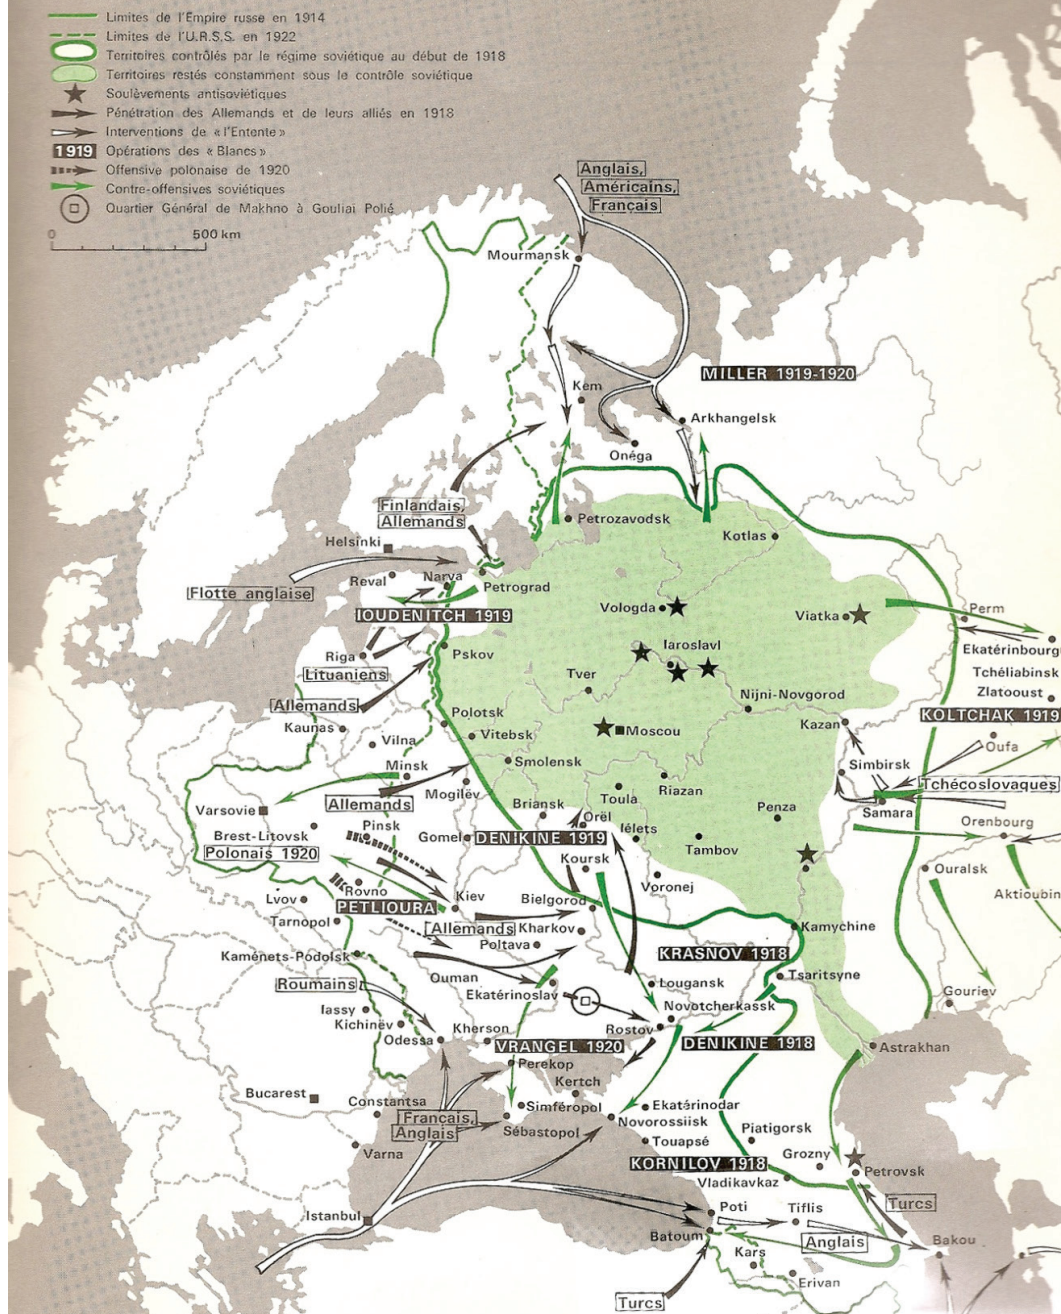 Limites de l'Empire russe en 1914
Limites de l'U.R.S.S. en 1922
Territoires contrôlés par le régime soviétique au début de 1918
Territoires restés constamment sous le contrôle soviétique
Soulèvements antisoviétiques
Pénétration des Allemands et de leurs alliés en 1918
Interventions de « l'Entente »
1919 Opérations des « Blancs »
Offensive polonaise de 1920
Contre-offensives soviétiques
Quartier Général de Makhno à Gouliai Polié
0 500 km
Anglais,
Américains,
Français
Mourmansk
MILLER 1919-1920
Kem
Arkhangelsk
Onéga
Finlandais,
Allemands
Petrozavodsk
Kotlas
Helsinki
Flotte anglaise
Reval
Narva
Petrograd
IOUDENITCH 1919
Vologda
Viatka
Perm
Ekatérinbourg
Riga
Lituaniens
Pskov
Iaroslavl
Tver
Tchéliabinsk
Zlatooust
Allemands
Kaunas
Polotsk
Nijni-Novgorod
KOLTCHAK 1919
Kazan
Vilna
Vitebsk
Moscou
Oufa
Minsk
Smolensk
Simbirsk
Tchécoslovaques
Allemands
Mogilëv
Toula
Riazan
Samara
Varsovie
Briansk
Penza
Brest-Litovsk
Pinsk
Orël
Orenbourg
Polonais 1920
Gomel
DENIKINE 1919
Iélets
Tambov
Koursk
Ouralsk
Rovno
Voronej
Aktioubin
Lvov
PETLIOURA
Kiev
Bielgorod
Tarnopol
Allemands
Kharkov
Kamychine
Poltava
Kaménets-Podolsk
KRASNOV 1918
Ouman
Tsaritsyne
Roumains
Ekatérinoslav
Lougansk
Gouriev
Iassy
Novotcherkassk
Kichinëv
Kherson
Rostov
Odessa
VRANGEL 1920
DENIKINE 1918
Astrakhan
Perekop
Bucarest
Kertch
Constantsa
Simféropol
Ekatérinodar
Français,
Anglais
Novorossiisk
Sébastopol
Touapsé
Piatigorsk
Varna
Grozny
KORNILOV 1918
Petrovsk
Vladikavkaz
Istanbul
Poti
Tiflis
Turcs
Batoum
Anglais
Bakou
Kars
Erivan
Turcs